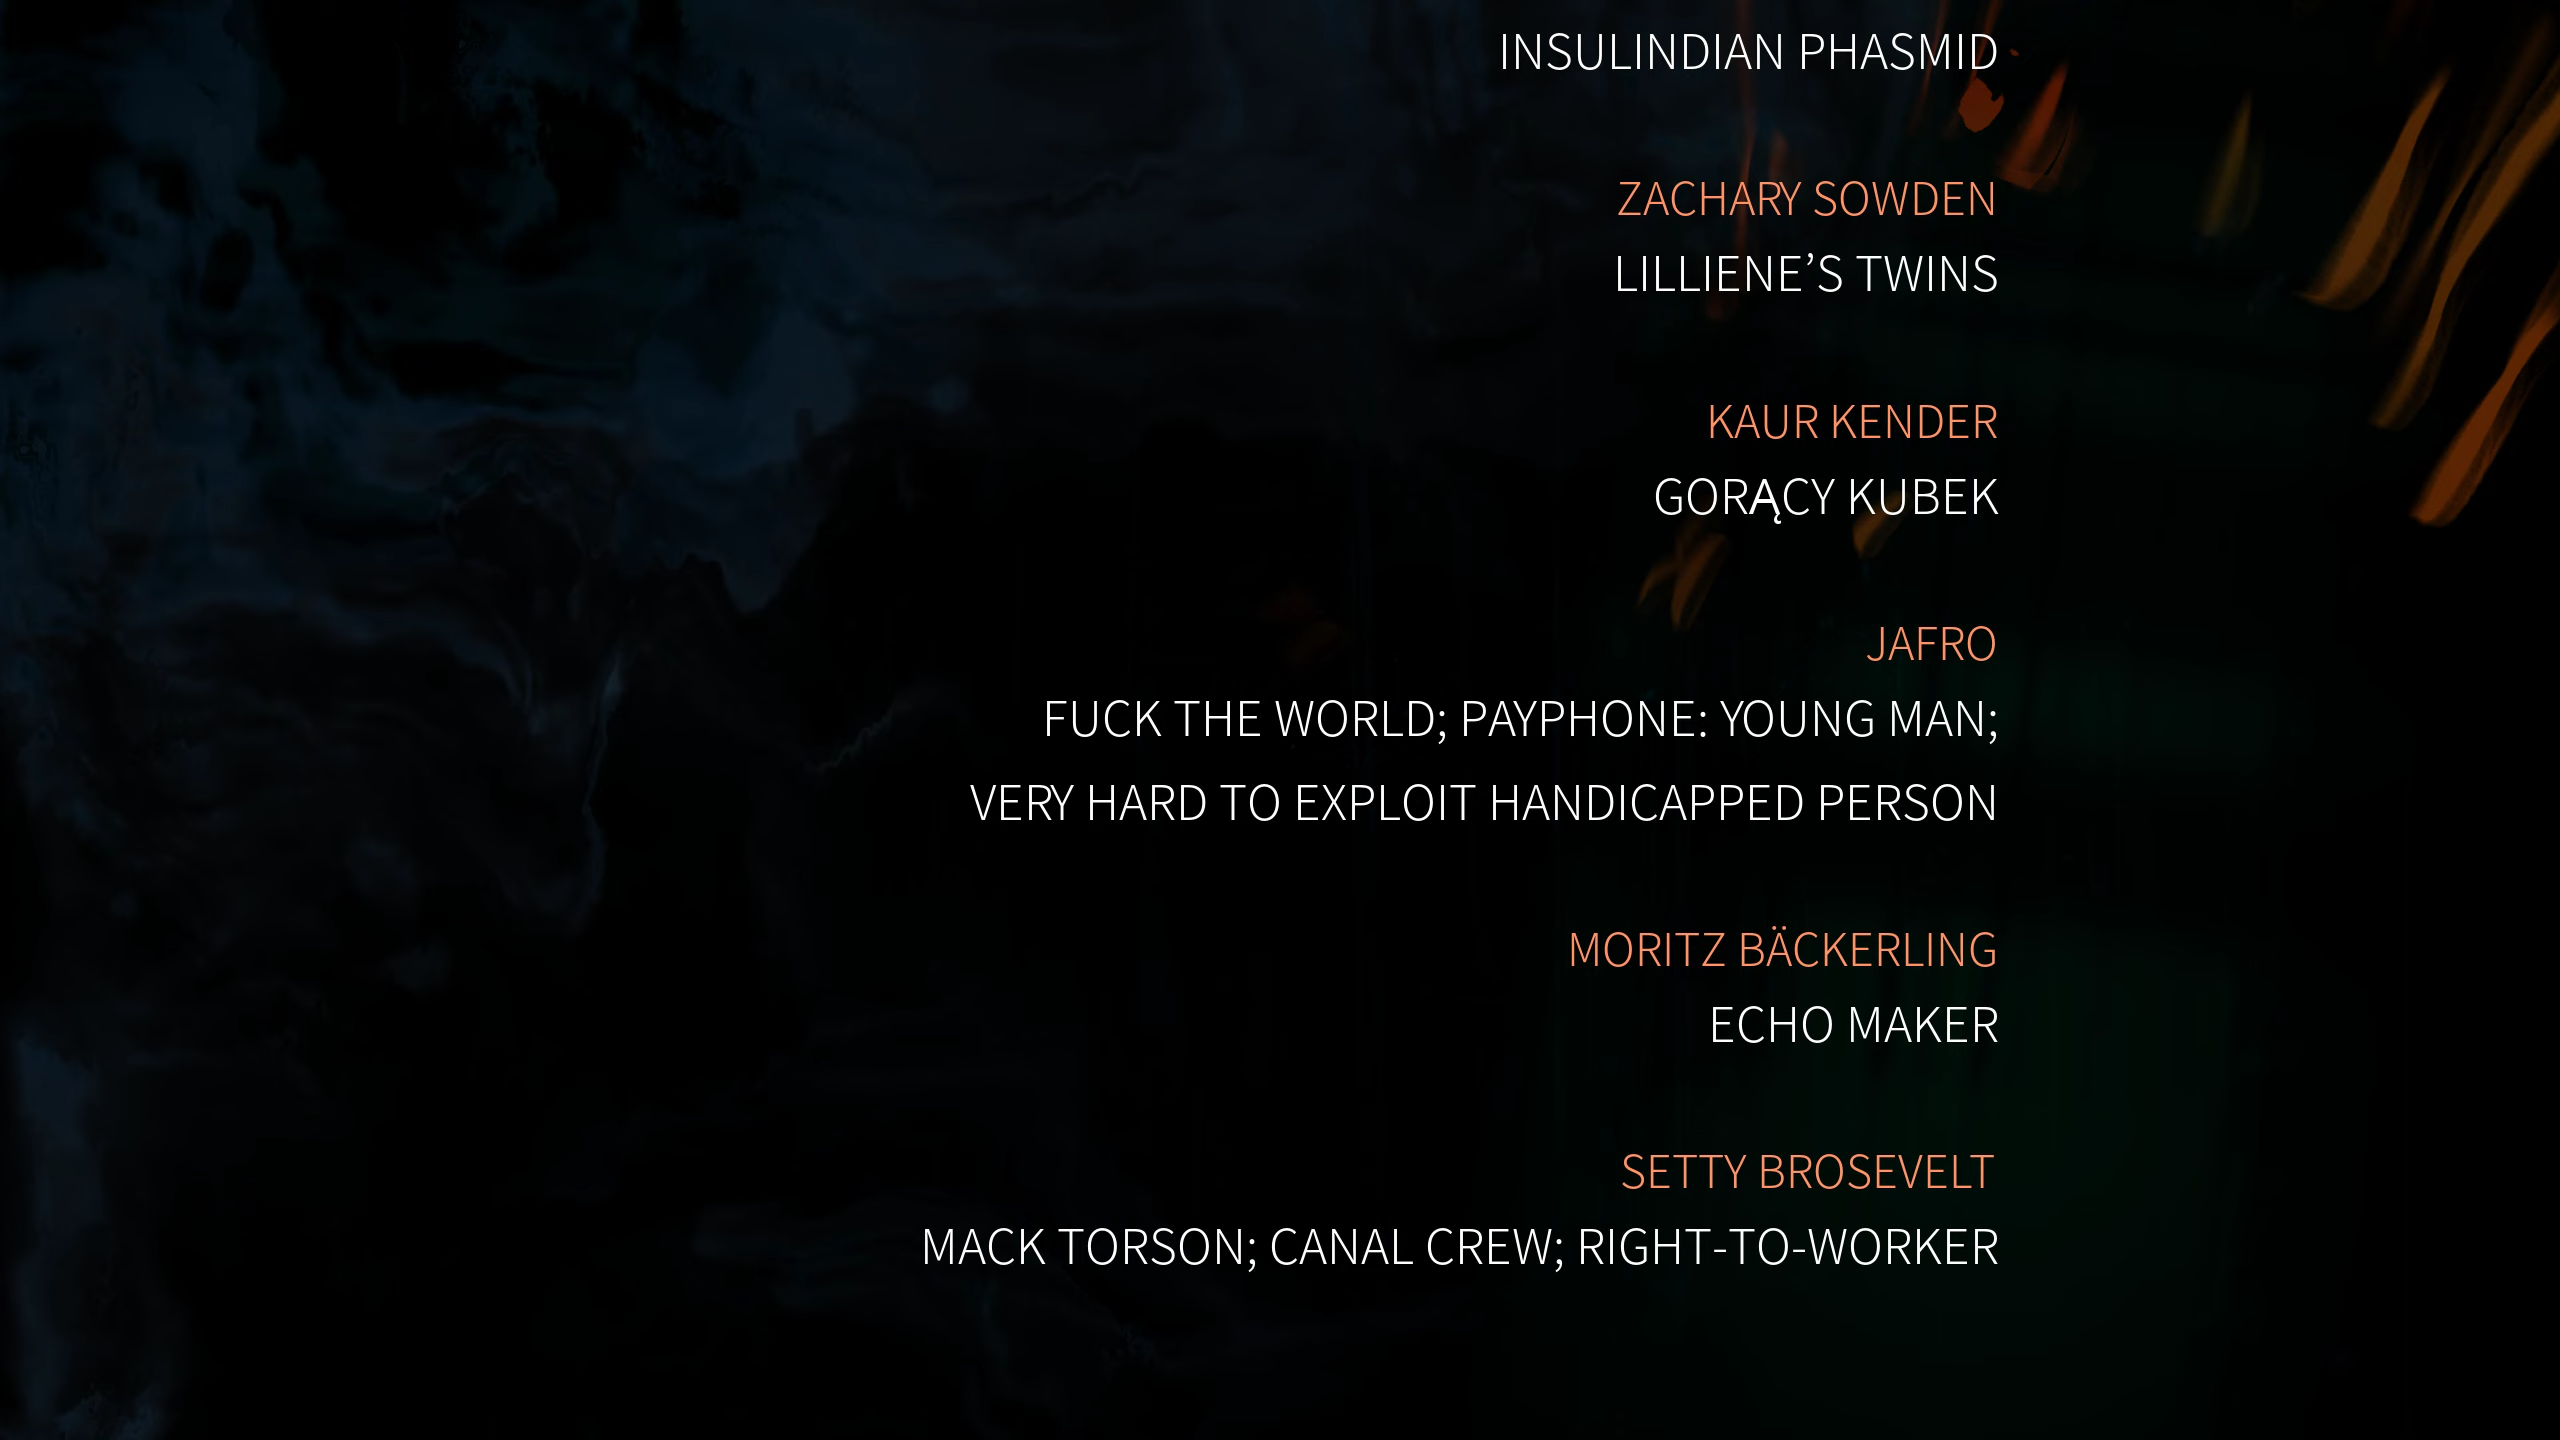 INSULINDIAN PHASMID
ZACHARY SOWDEN
LILLIENE’S TWINS
KAUR KENDER
GORĄCY KUBEK
JAFRO
FUCK THE WORLD; PAYPHONE: YOUNG MAN;
VERY HARD TO EXPLOIT HANDICAPPED PERSON
MORITZ BÄCKERLING
ECHO MAKER
SETTY BROSEVELT
MACK TORSON; CANAL CREW; RIGHT-TO-WORKER